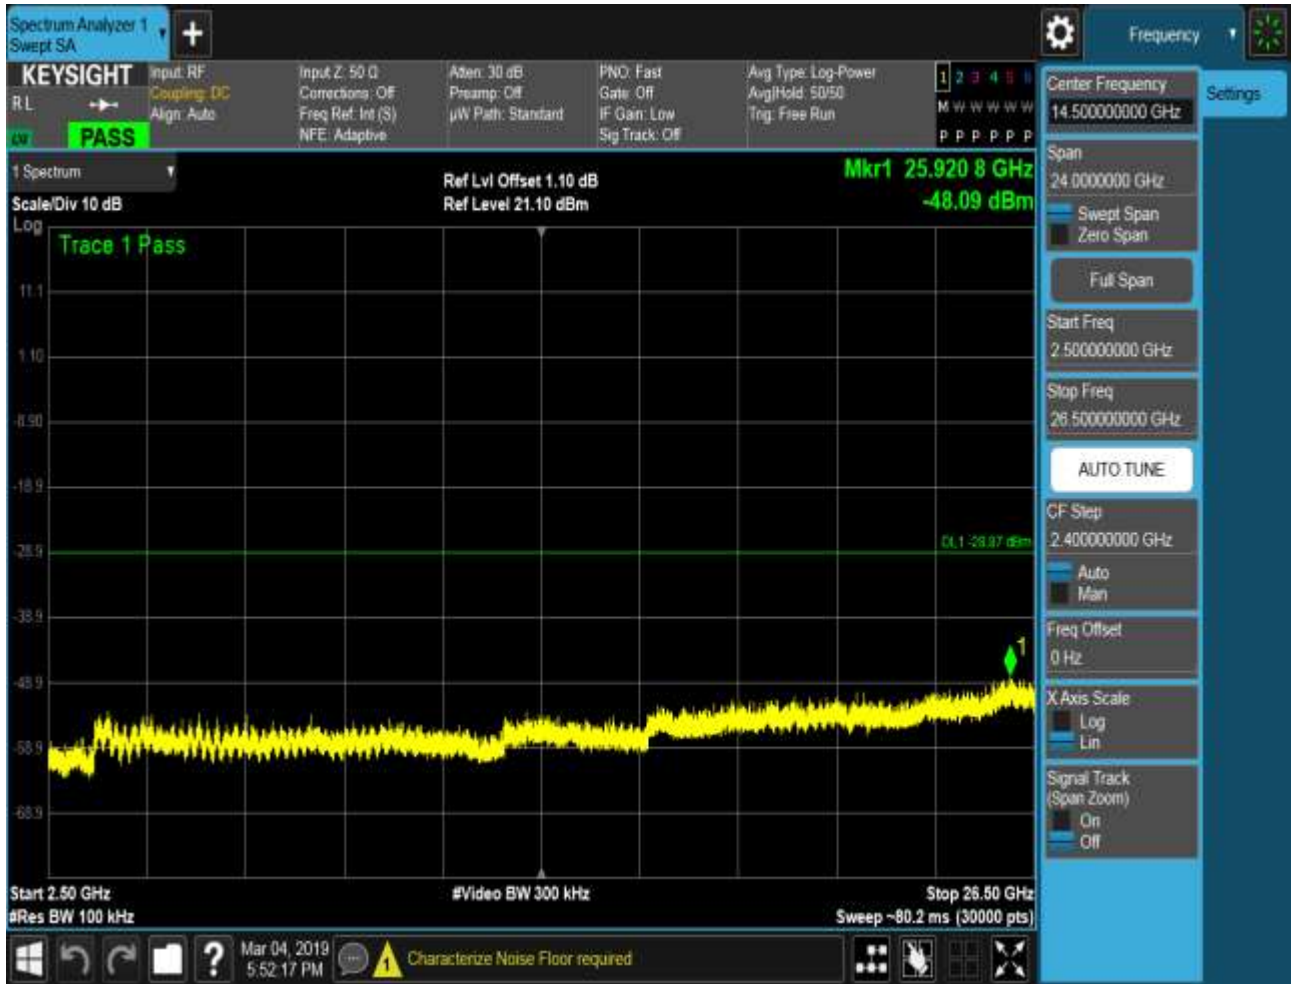 Spectrum Analyzer 1
Swept SA
Frequency
KEYSIGHT
R L
PASS
Input: RF
Coupling: DC
Align: Auto
Input Z: 50 Ω
Corrections: Off
Freq Ref: Int (S)
NFE: Adaptive
Atten: 30 dB
Preamp: Off
µW Path: Standard
PNO: Fast
Gate: Off
IF Gain: Low
Sig Track: Off
Avg Type: Log-Power
Avg|Hold: 50/50
Trig: Free Run
1 2 3 4 5 6
M W W W W W
P P P P P P
1 Spectrum
Scale/Div 10 dB
Ref Lvl Offset 1.10 dB
Ref Level 21.10 dBm
Mkr1 25.920 8 GHz
-48.09 dBm
Log
Trace 1 Pass
11.1
1.10
-8.90
-18.9
-28.9
-38.9
-48.9
-58.9
-68.9
1
Start 2.50 GHz
#Res BW 100 kHz
#Video BW 300 kHz
Stop 26.50 GHz
Sweep ~80.2 ms (30000 pts)
Center Frequency
14.500000000 GHz
Settings
Span
24.0000000 GHz
Swept Span
Zero Span
Full Span
Start Freq
2.500000000 GHz
Stop Freq
26.500000000 GHz
AUTO TUNE
CF Step
2.400000000 GHz
Auto
Man
Freq Offset
0 Hz
X Axis Scale
Log
Lin
Signal Track
(Span Zoom)
On
Off
?
Mar 04, 2019
5:52:17 PM
1
Characterize Noise Floor required